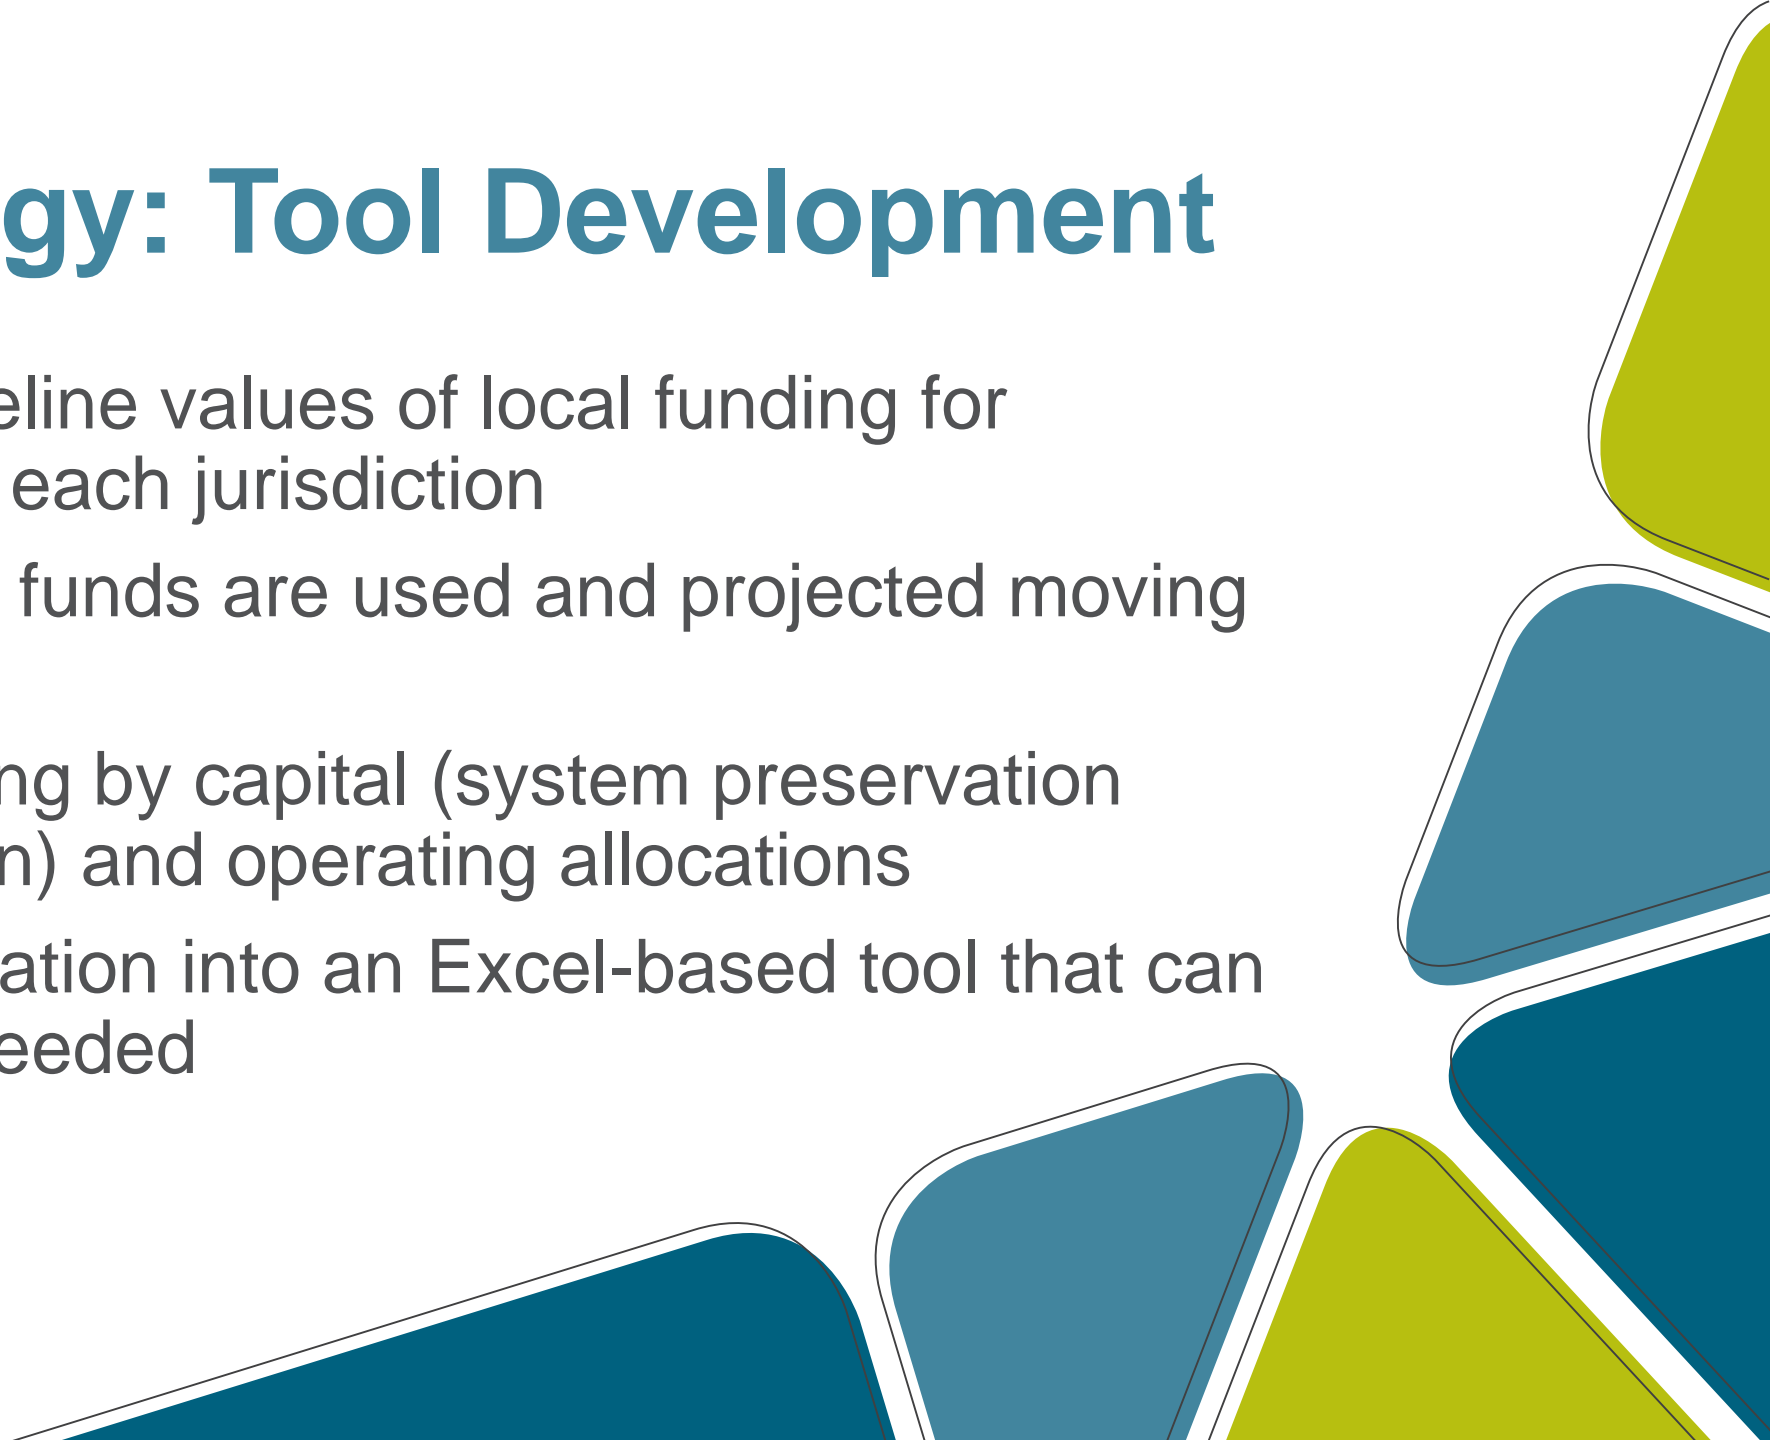 gy: Tool Development
eline values of local funding for
each jurisdiction
funds are used and projected moving
ng by capital (system preservation
n) and operating allocations
ation into an Excel-based tool that can
eeded